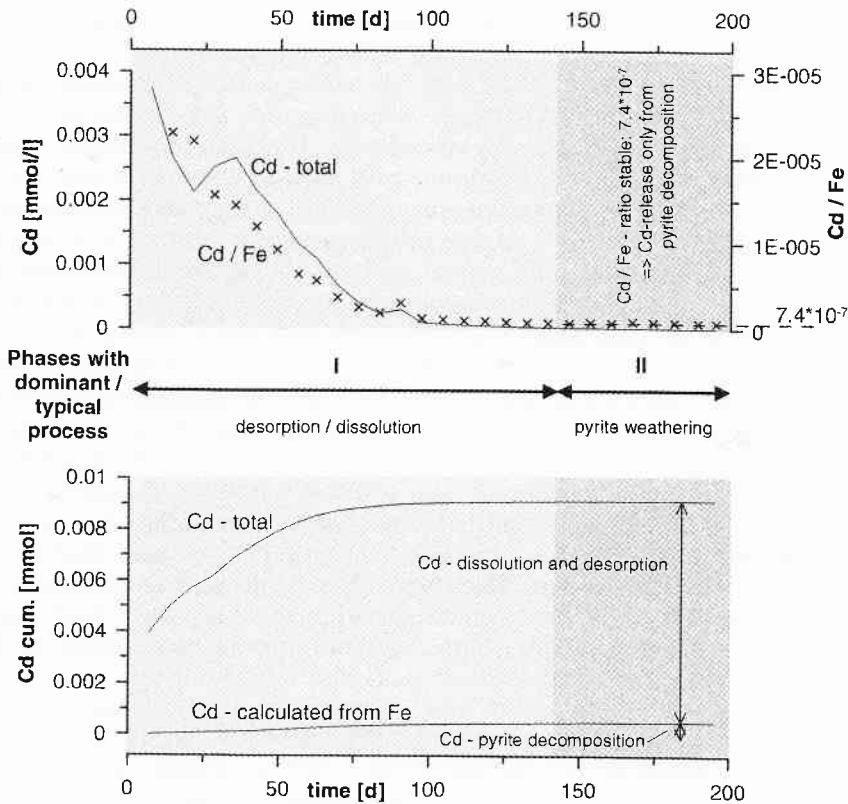 0 50 100 150 200
time [d]
0.004
0.003
0.002
0.001
0
Cd [mmol/l]
Cd - total
Cd / Fe
Cd / Fe - ratio stable: 7.4*10-7
=> Cd-release only from
pyrite decomposition
3E-005
2E-005
1E-005
7.4*10-7
Cd / Fe
Phases with
dominant /
typical
process
I
II
desorption / dissolution
pyrite weathering
0.01
0.008
0.006
0.004
0.002
0
Cd cum. [mmol]
Cd - total
Cd - dissolution and desorption
Cd - calculated from Fe
Cd - pyrite decomposition
0 50 100 150 200
time [d]